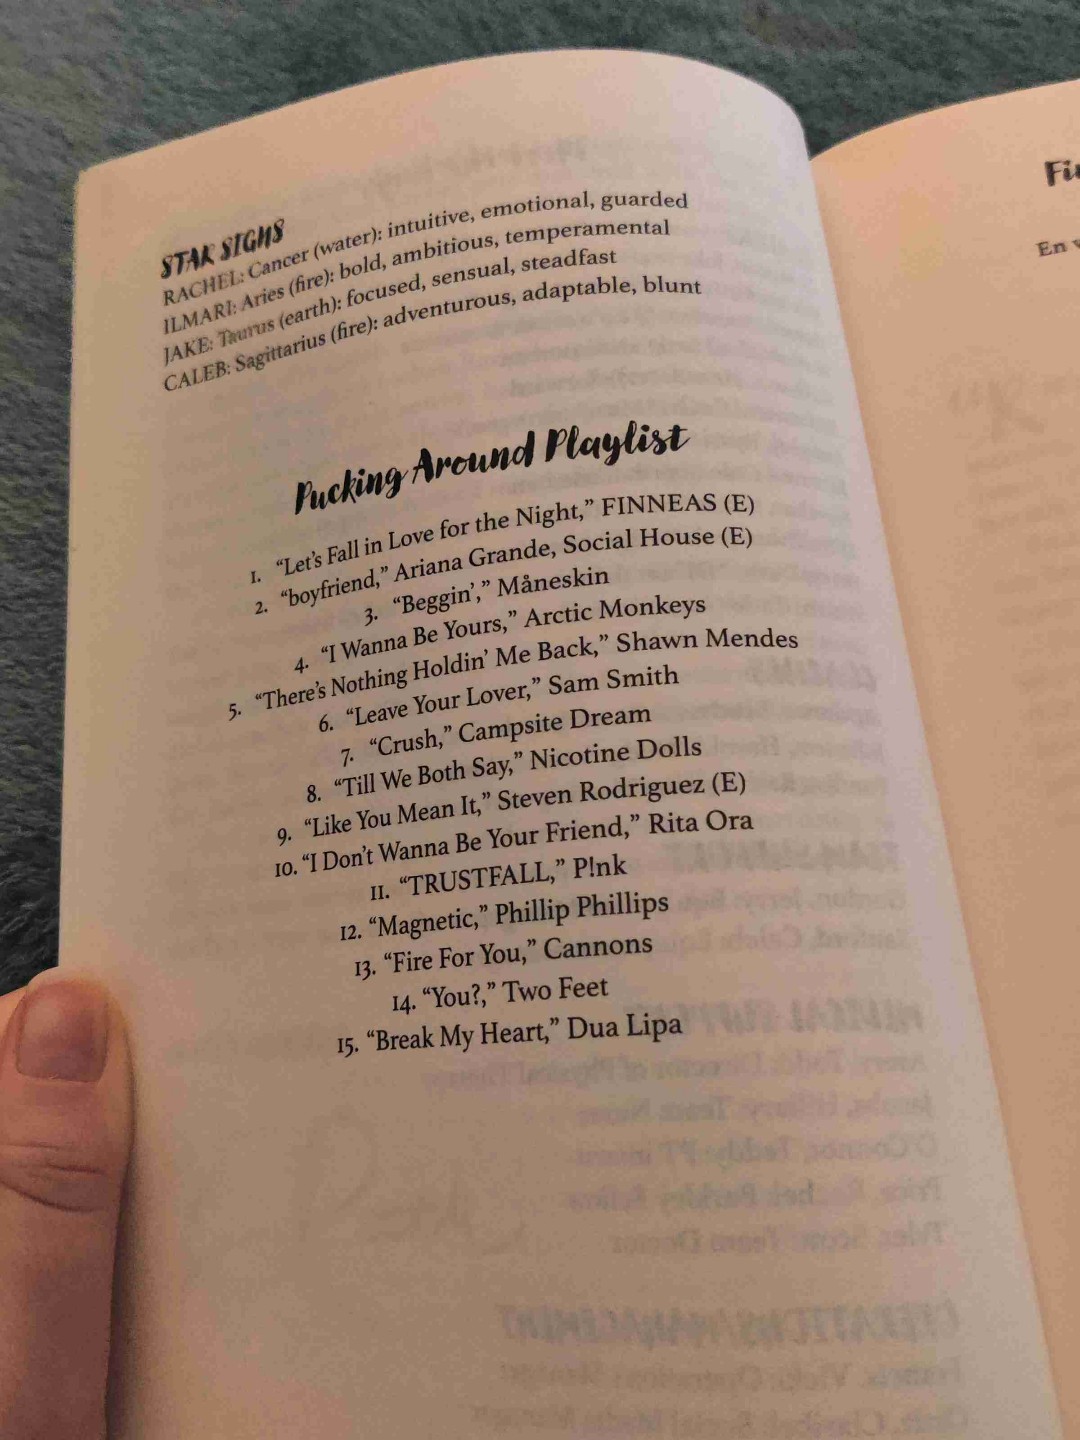 STAR SIGNS
RACHEL: Cancer (water): intuitive, emotional, guarded
ILMARI: Aries (fire): bold, ambitious, temperamental
JAKE: Taurus (earth): focused, sensual, steadfast
CALEB: Sagittarius (fire): adventurous, adaptable, blunt
Pucking Around Playlist
1. “Let’s Fall in Love for the Night,” FINNEAS (E)
2. “boyfriend,” Ariana Grande, Social House (E)
3. “Beggin’,” Måneskin
4. “I Wanna Be Yours,” Arctic Monkeys
5. “There’s Nothing Holdin’ Me Back,” Shawn Mendes
6. “Leave Your Lover,” Sam Smith
7. “Crush,” Campsite Dream
8. “Till We Both Say,” Nicotine Dolls
9. “Like You Mean It,” Steven Rodriguez (E)
10. “I Don’t Wanna Be Your Friend,” Rita Ora
11. “TRUSTFALL,” P!nk
12. “Magnetic,” Phillip Phillips
13. “Fire For You,” Cannons
14. “You?,” Two Feet
15. “Break My Heart,” Dua Lipa
En